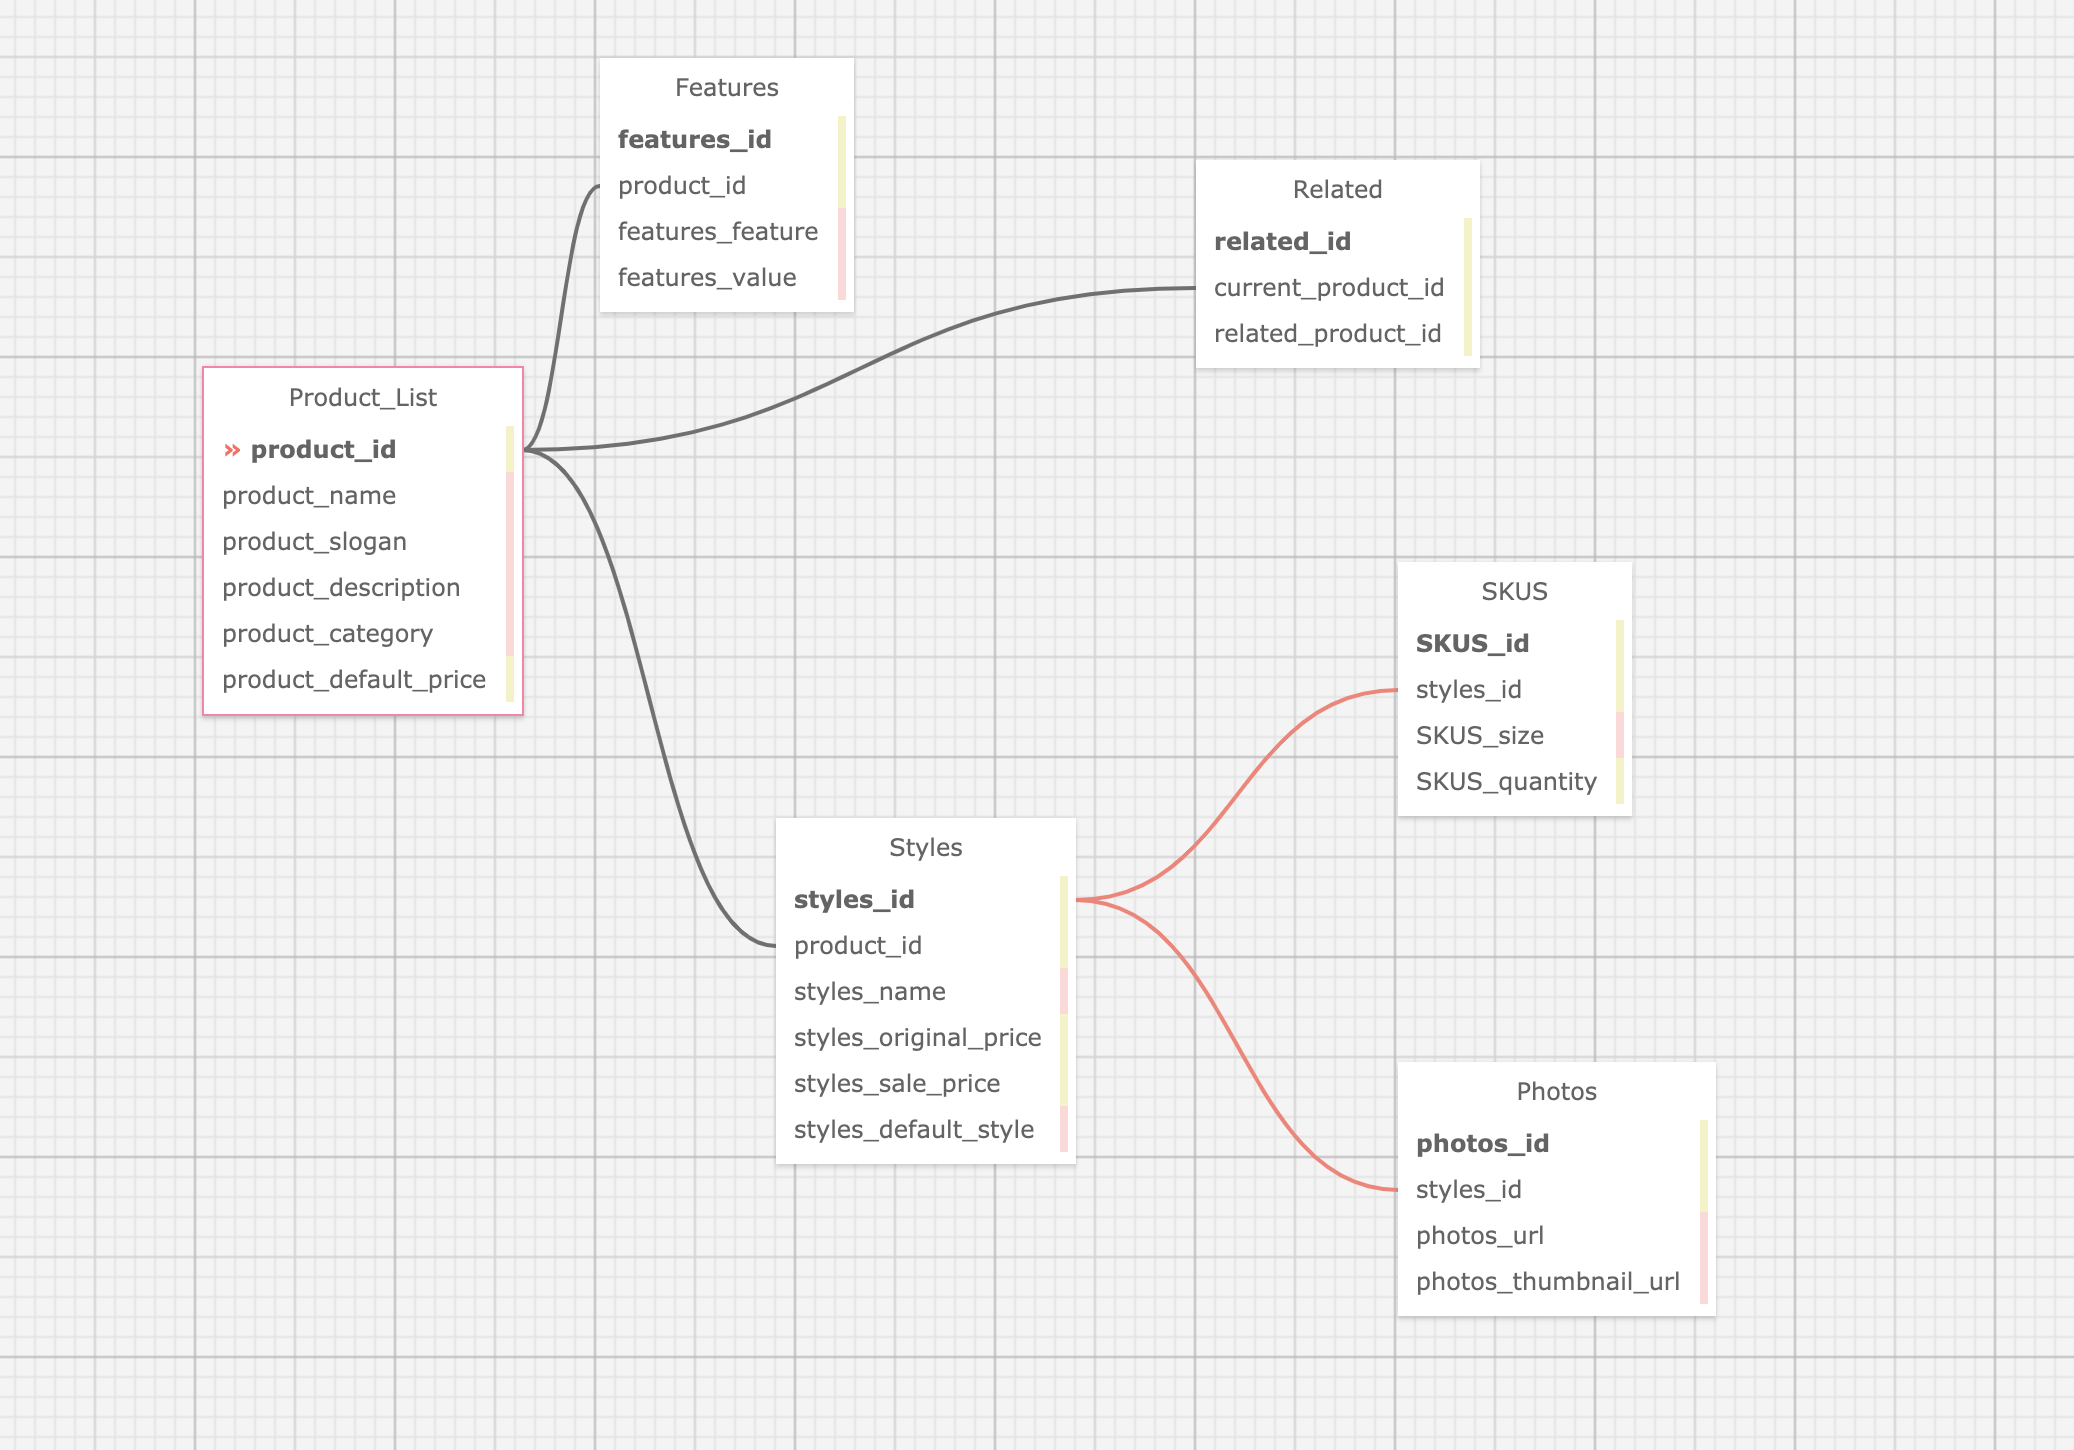 Features
features_id
product_id
features_feature
features_value
Related
related_id
current_product_id
related_product_id
Product_List
» product_id
product_name
product_slogan
product_description
product_category
product_default_price
SKUS
SKUS_id
styles_id
SKUS_size
SKUS_quantity
Styles
styles_id
product_id
styles_name
styles_original_price
styles_sale_price
styles_default_style
Photos
photos_id
styles_id
photos_url
photos_thumbnail_url